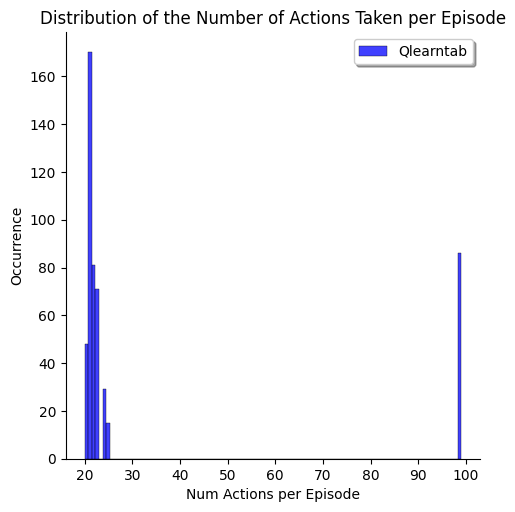 Distribution of the Number of Actions Taken per Episode
Qlearntab
160
140
120
100
80
60
40
20
0
Occurrence
20 30 40 50 60 70 80 90 100
Num Actions per Episode